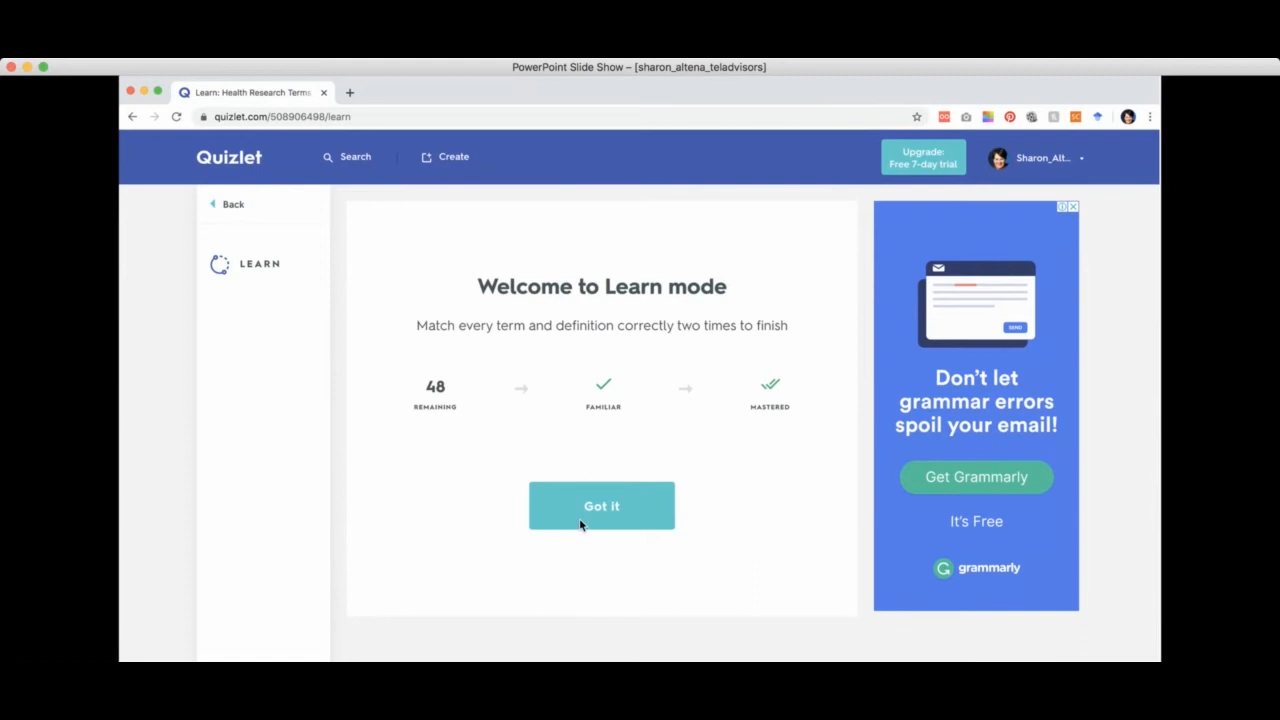 PowerPoint Slide Show – [sharon_altena_teladvisors]
Learn: Health Research Terms
quizlet.com/508906498/learn
Quizlet
Search
Create
Upgrade:
Free 7-day trial
Sharon_Alt...
Back
LEARN
Welcome to Learn mode
Match every term and definition correctly two times to finish
48
REMAINING
FAMILIAR
MASTERED
Got it
SEND
Don't let
grammar errors
spoil your email!
Get Grammarly
It's Free
grammarly